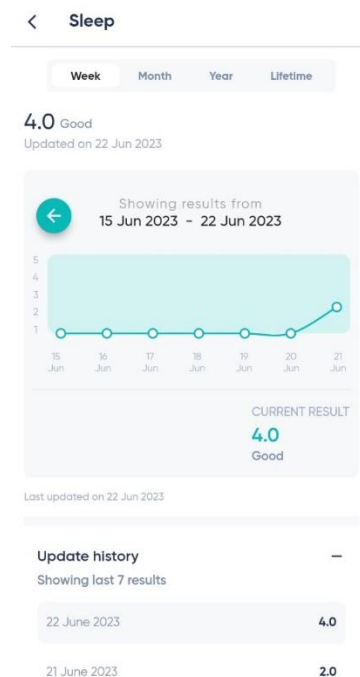 Sleep
Week Month Year Lifetime
4.0 Good
Updated on 22 Jun 2023
Showing results from
15 Jun 2023 - 22 Jun 2023
5
4
3
2
1
15 16 17 18 19 20 21
Jun Jun Jun Jun Jun Jun Jun
CURRENT RESULT
4.0
Good
Last updated on 22 Jun 2023
Update history
Showing last 7 results
22 June 2023 4.0
21 June 2023 2.0